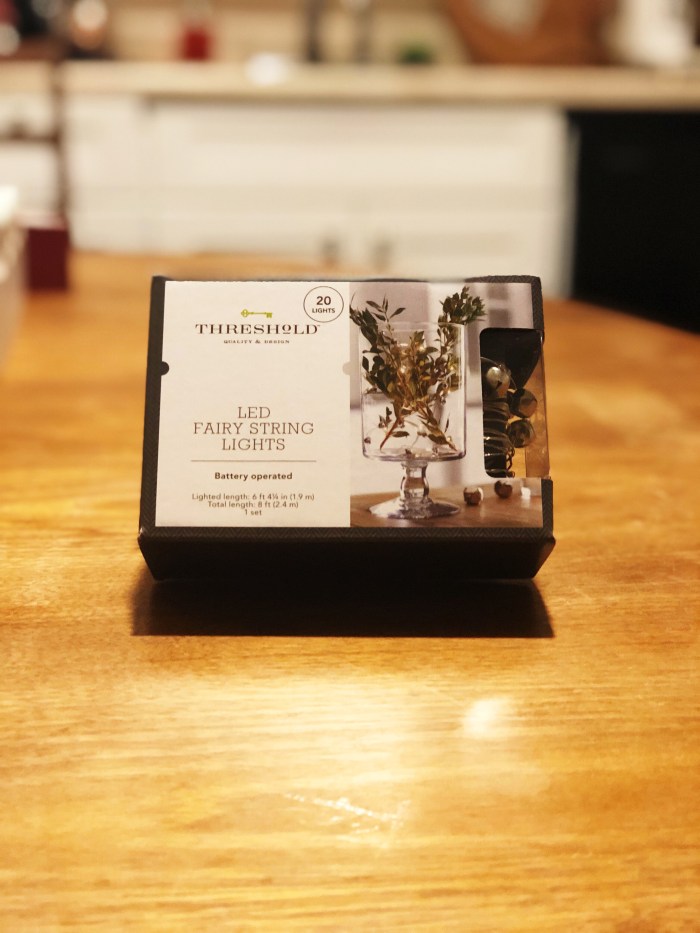 20
LIGHTS
THRESHOLD
QUALITY & DESIGN
LED
FAIRY STRING
LIGHTS
Battery operated
Lighted length: 6 ft 4¼ in (1.9 m)
Total length: 8 ft (2.4 m)
1 set